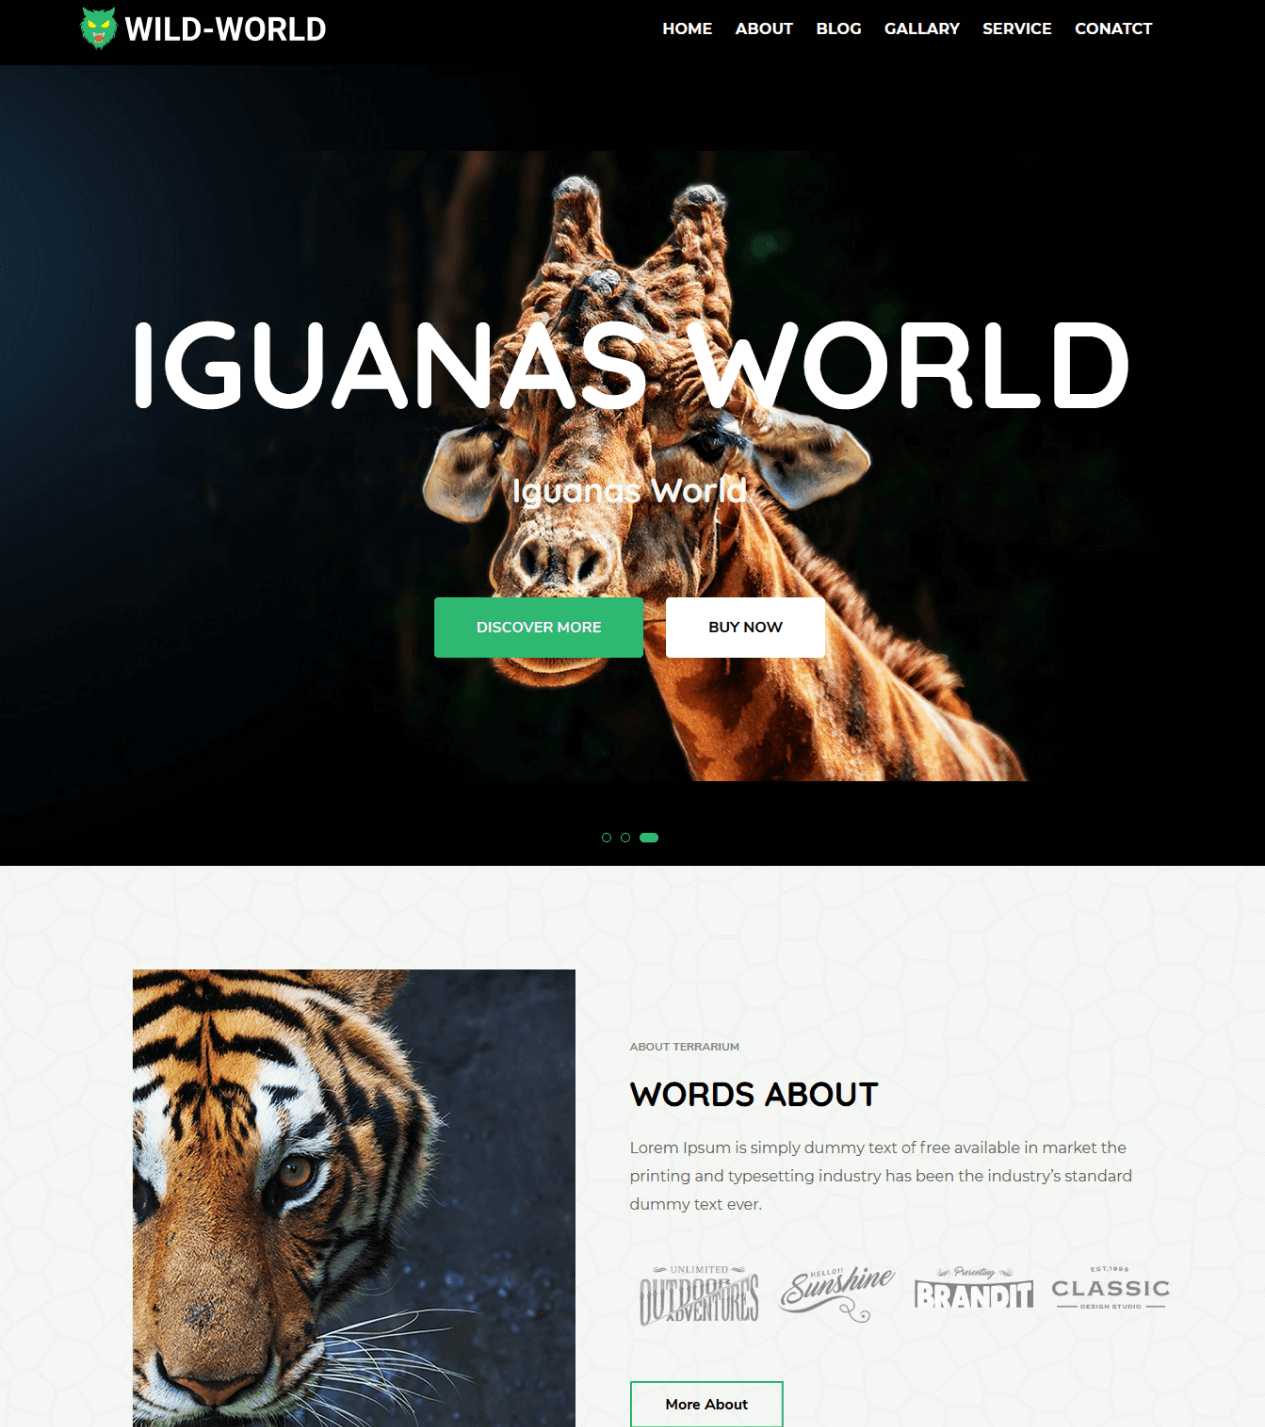 WILD-WORLD
HOME ABOUT BLOG GALLARY SERVICE CONATCT
IGUANAS WORLD
Iguanas World
DISCOVER MORE BUY NOW
ABOUT TERRARIUM
WORDS ABOUT
Lorem Ipsum is simply dummy text of free available in market the
printing and typesetting industry has been the industry's standard
dummy text ever.
UNLIMITED
OUTDOOR
ADVENTURES
HELLO!!
Sunshine
Presenting
BRANDIT
EST.1999
CLASSIC
DESIGN STUDIO
More About